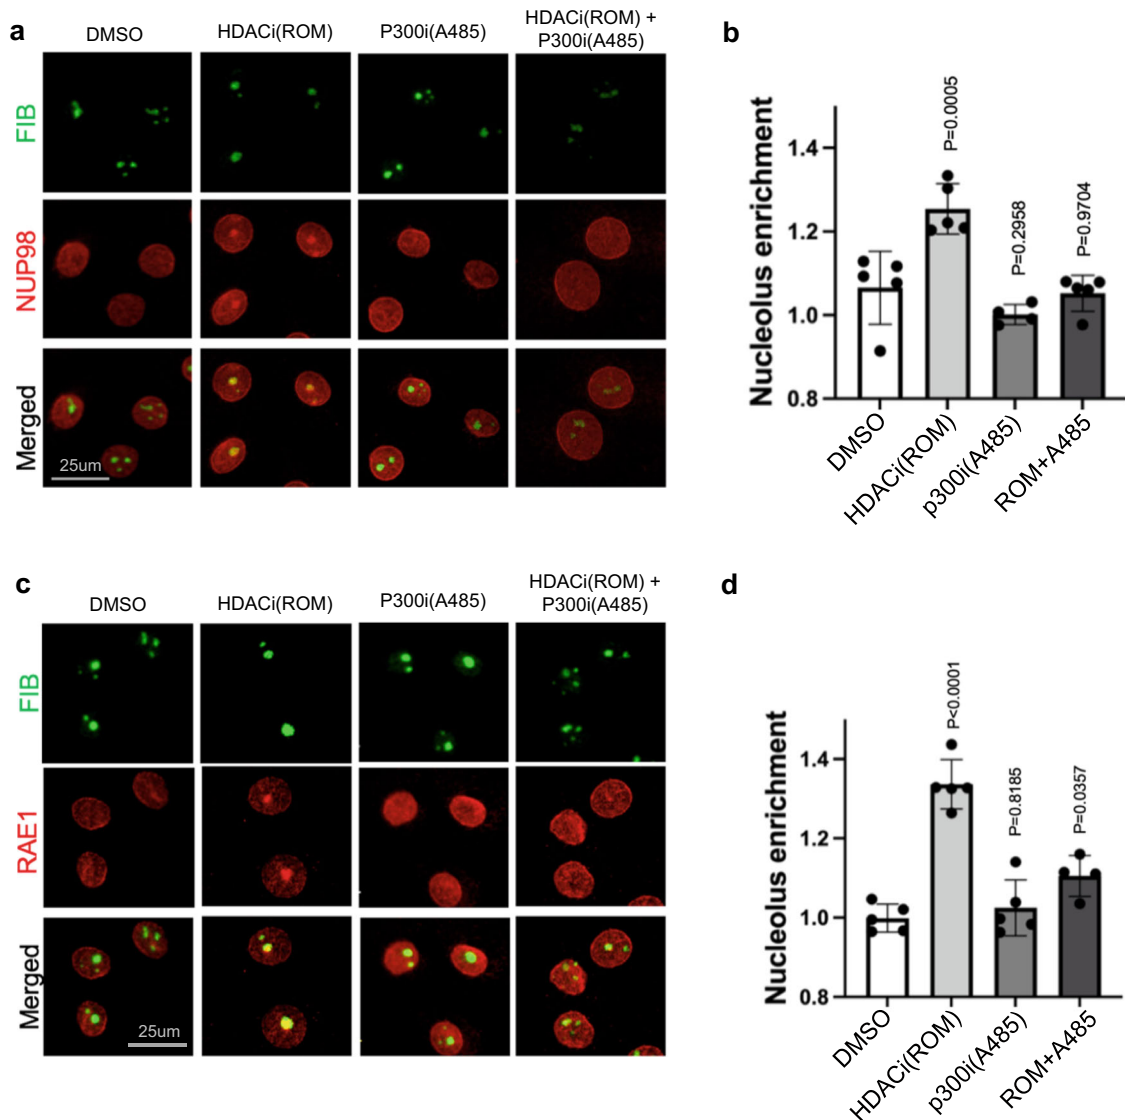 a
DMSO
HDACi(ROM)
P300i(A485)
HDACi(ROM) +
P300i(A485)
FIB
NUP98
Merged
25um
b
Nucleolus enrichment
1.4
1.2
1.0
0.8
P=0.0005
P=0.2958
P=0.9704
DMSO
HDACi(ROM)
p300i(A485)
ROM+A485
c
DMSO
HDACi(ROM)
P300i(A485)
HDACi(ROM) +
P300i(A485)
FIB
RAE1
Merged
25um
d
Nucleolus enrichment
1.4
1.2
1.0
0.8
P<0.0001
P=0.8185
P=0.0357
DMSO
HDACi(ROM)
p300i(A485)
ROM+A485